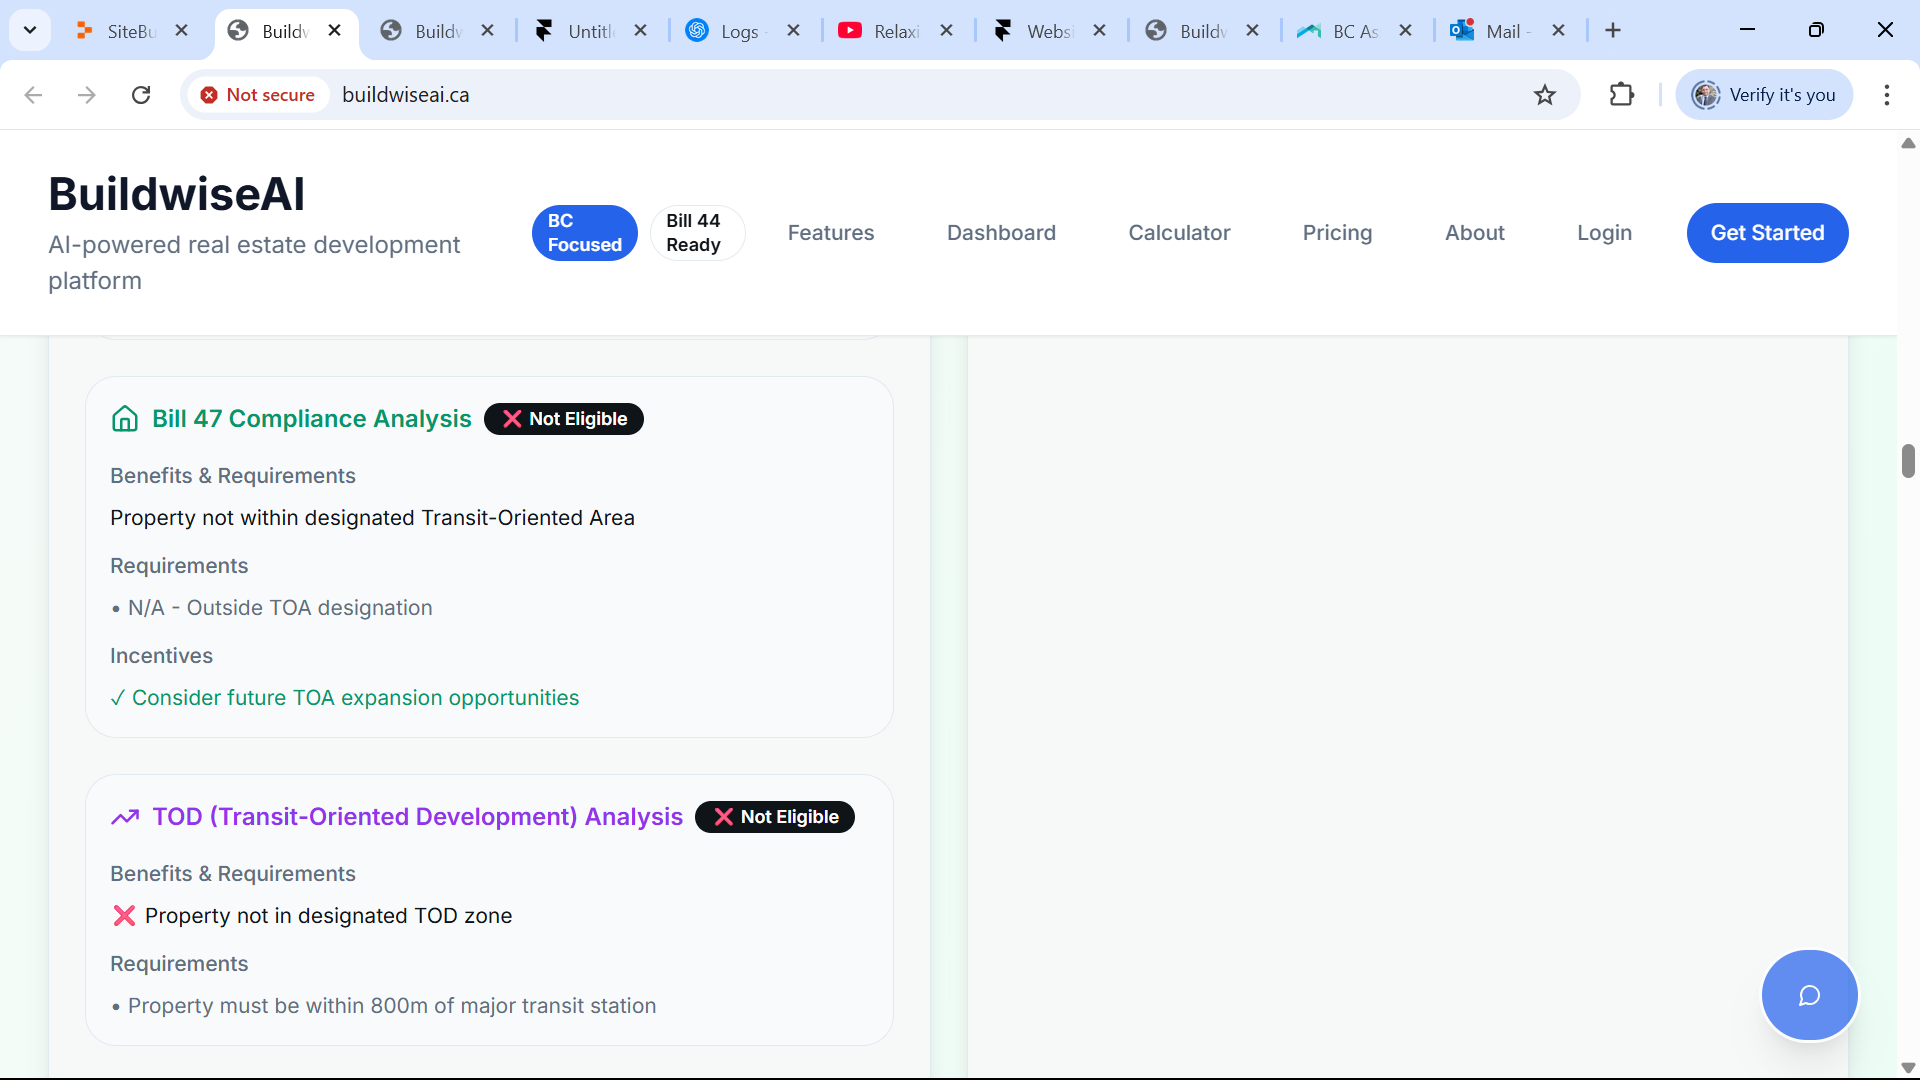 SiteBu
Buildw
Buildw
Untitle
Logs -
Relaxi
Websi
Buildw
BC As
Mail -
Not secure
buildwiseai.ca
Verify it's you
BuildwiseAI
AI-powered real estate development
platform
BC
Focused
Bill 44
Ready
Features
Dashboard
Calculator
Pricing
About
Login
Get Started
Bill 47 Compliance Analysis
❌ Not Eligible
Benefits & Requirements
Property not within designated Transit-Oriented Area
Requirements
• N/A - Outside TOA designation
Incentives
✓ Consider future TOA expansion opportunities
TOD (Transit-Oriented Development) Analysis
❌ Not Eligible
Benefits & Requirements
❌ Property not in designated TOD zone
Requirements
• Property must be within 800m of major transit station